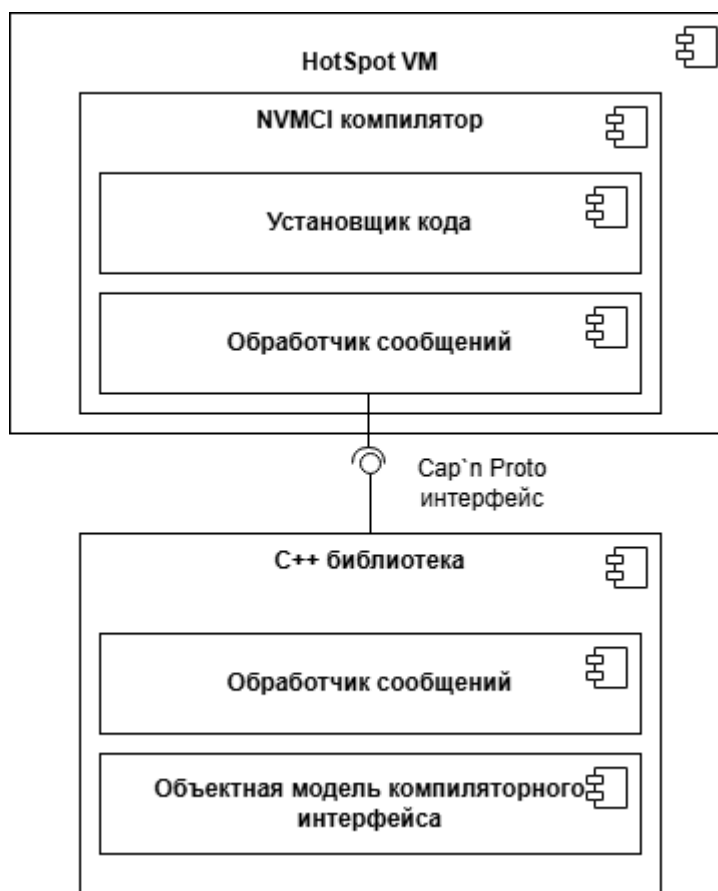 HotSpot VM
NVMCI компилятор
Установщик кода
Обработчик сообщений
Cap`n Proto
интерфейс
C++ библиотека
Обработчик сообщений
Объектная модель компиляторного
интерфейса